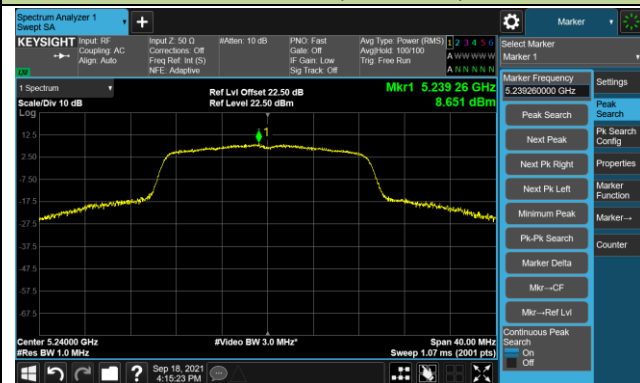 Spectrum Analyzer 1
Swept SA
Marker
KEYSIGHT
Input: RF
Coupling: AC
Align: Auto
Input Z: 50 Ω
Corrections: Off
Freq Ref: Int (S)
NFE: Adaptive
#Atten: 10 dB
PNO: Fast
Gate: Off
IF Gain: Low
Sig Track: Off
Avg Type: Power (RMS)
Avg|Hold: 100/100
Trig: Free Run
1 2 3 4 5 6
A W W W W W
A N N N N N
LXI
Select Marker
Marker 1
1 Spectrum
Scale/Div 10 dB
Log
Ref Lvl Offset 22.50 dB
Ref Level 22.50 dBm
Mkr1 5.239 26 GHz
8.651 dBm
1
12.5
2.50
-7.50
-17.5
-27.5
-37.5
-47.5
-57.5
-67.5
Center 5.24000 GHz
#Res BW 1.0 MHz
#Video BW 3.0 MHz*
Span 40.00 MHz
Sweep 1.07 ms (2001 pts)
Marker Frequency
5.239260000 GHz
Peak Search
Next Peak
Next Pk Right
Next Pk Left
Minimum Peak
Pk-Pk Search
Marker Delta
Mkr→CF
Mkr→Ref Lvl
Continuous Peak
Search
On
Off
Settings
Peak
Search
Pk Search
Config
Properties
Marker
Function
Marker→
Counter
?
Sep 18, 2021
4:15:23 PM